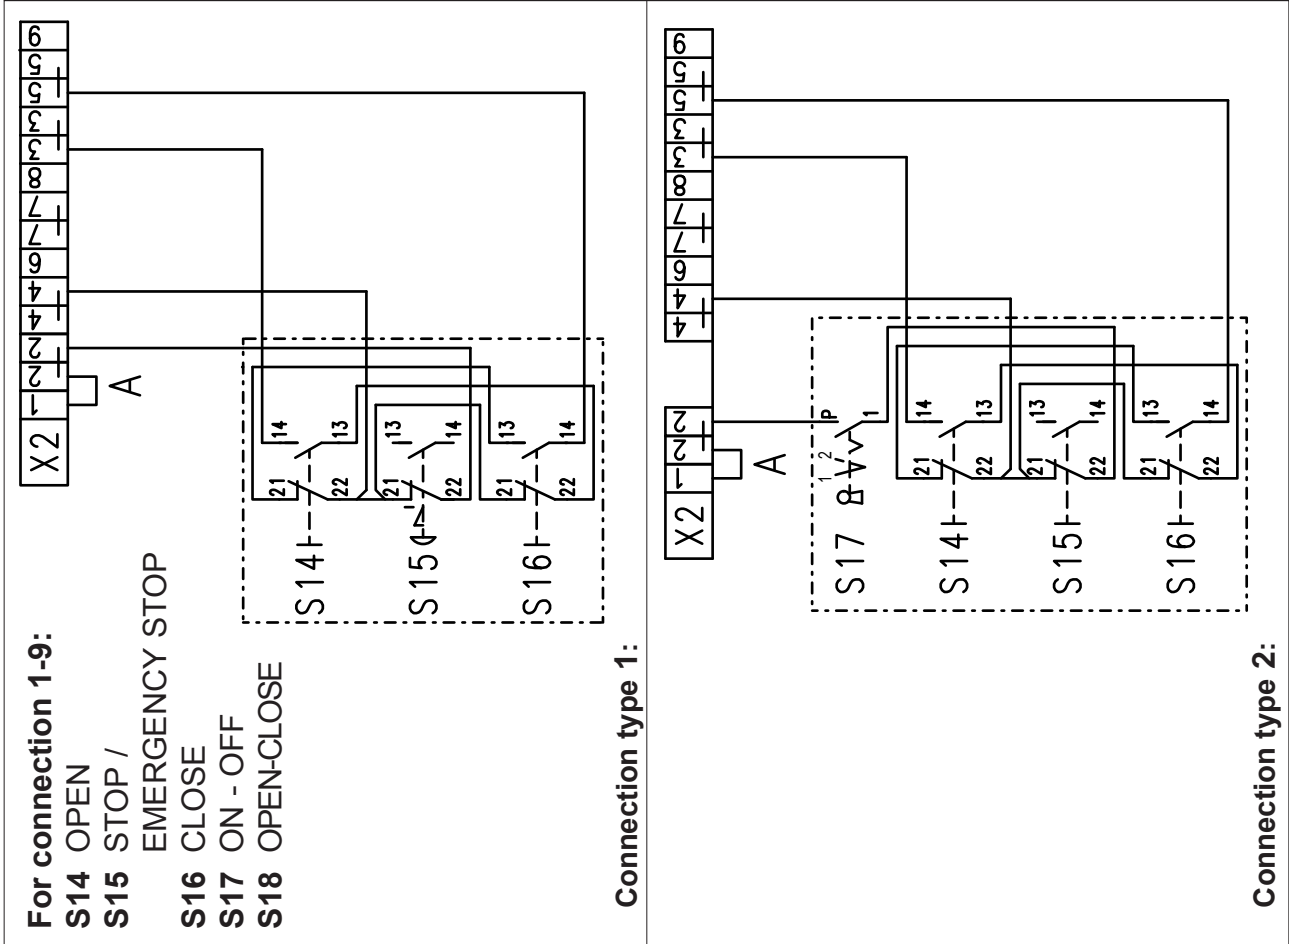 For connection 1-9:
S14 OPEN
S15 STOP /
EMERGENCY STOP
S16 CLOSE
S17 ON - OFF
S18 OPEN-CLOSE
Connection type 1:
X2 1 2 2 4 4 6 7 7 8 3 3 5 5 9
A
S14 21 22 14 13
S15 21 22 13 14
S16 21 22 13 14
Connection type 2:
X2 1 2 2 4 4 6 7 7 8 3 3 5 5 9
A
S17 1 2 P 1
S14 21 22 14 13
S15 21 22 13 14
S16 21 22 13 14